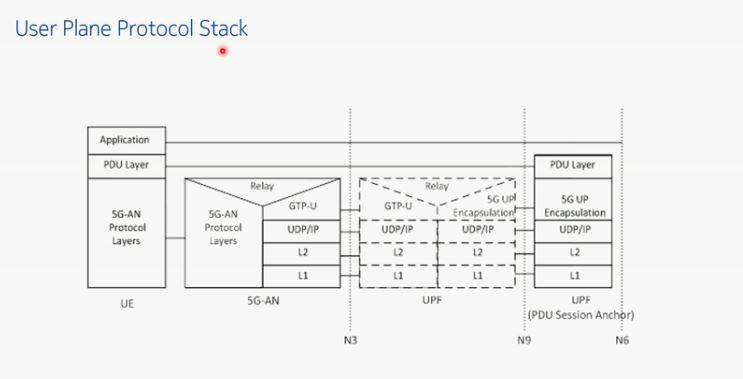 User Plane Protocol Stack
Application
PDU Layer
PDU Layer
Relay
Relay
5G-AN
Protocol
Layers
5G-AN
Protocol
Layers
GTP-U
GTP-U
5G UP
Encapsulation
5G UP
Encapsulation
UDP/IP
UDP/IP
UDP/IP
UDP/IP
L2
L2
L2
L2
L1
L1
L1
L1
UE
5G-AN
UPF
UPF
(PDU Session Anchor)
N3
N9
N6